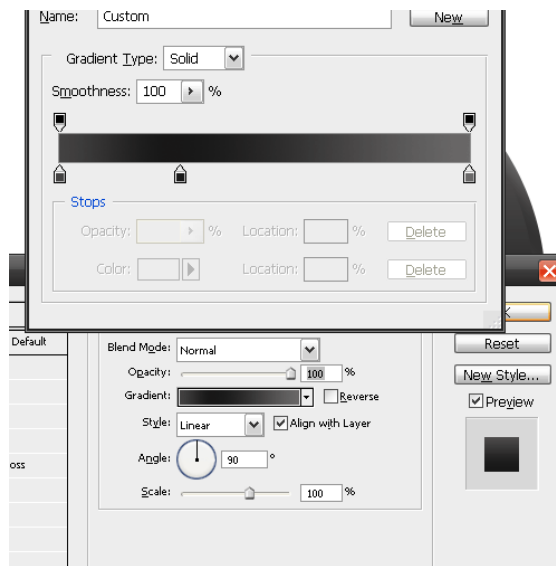 Name: Custom New
Gradient Type: Solid
Smoothness: 100 %
Stops
Opacity: % Location: % Delete
Color: Location: % Delete
Default
Blend Mode: Normal
Reset
Opacity: 100 %
New Style...
Gradient: Reverse
Preview
Style: Linear Align with Layer
Angle: 90 °
oss
Scale: 100 %